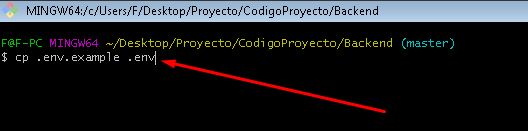 MINGW64:/c/Users/F/Desktop/Proyecto/CodigoProyecto/Backend
F@F-PC MINGW64 ~/Desktop/Proyecto/CodigoProyecto/Backend (master)
$ cp .env.example .env